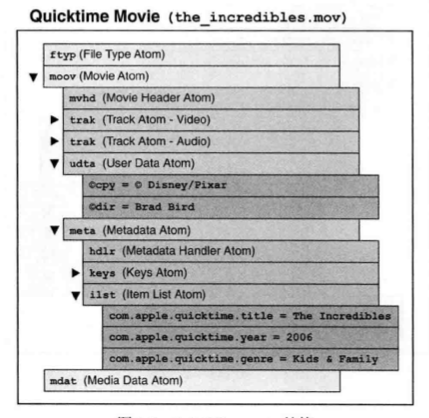 Quicktime Movie (the_incredibles.mov)
ftyp (File Type Atom)
▼ moov (Movie Atom)
mvhd (Movie Header Atom)
▶ trak (Track Atom - Video)
▶ trak (Track Atom - Audio)
▼ udta (User Data Atom)
©cpy = © Disney/Pixar
©dir = Brad Bird
▼ meta (Metadata Atom)
hdlr (Metadata Handler Atom)
▶ keys (Keys Atom)
▼ ilst (Item List Atom)
com.apple.quicktime.title = The Incredibles
com.apple.quicktime.year = 2006
com.apple.quicktime.genre = Kids & Family
mdat (Media Data Atom)